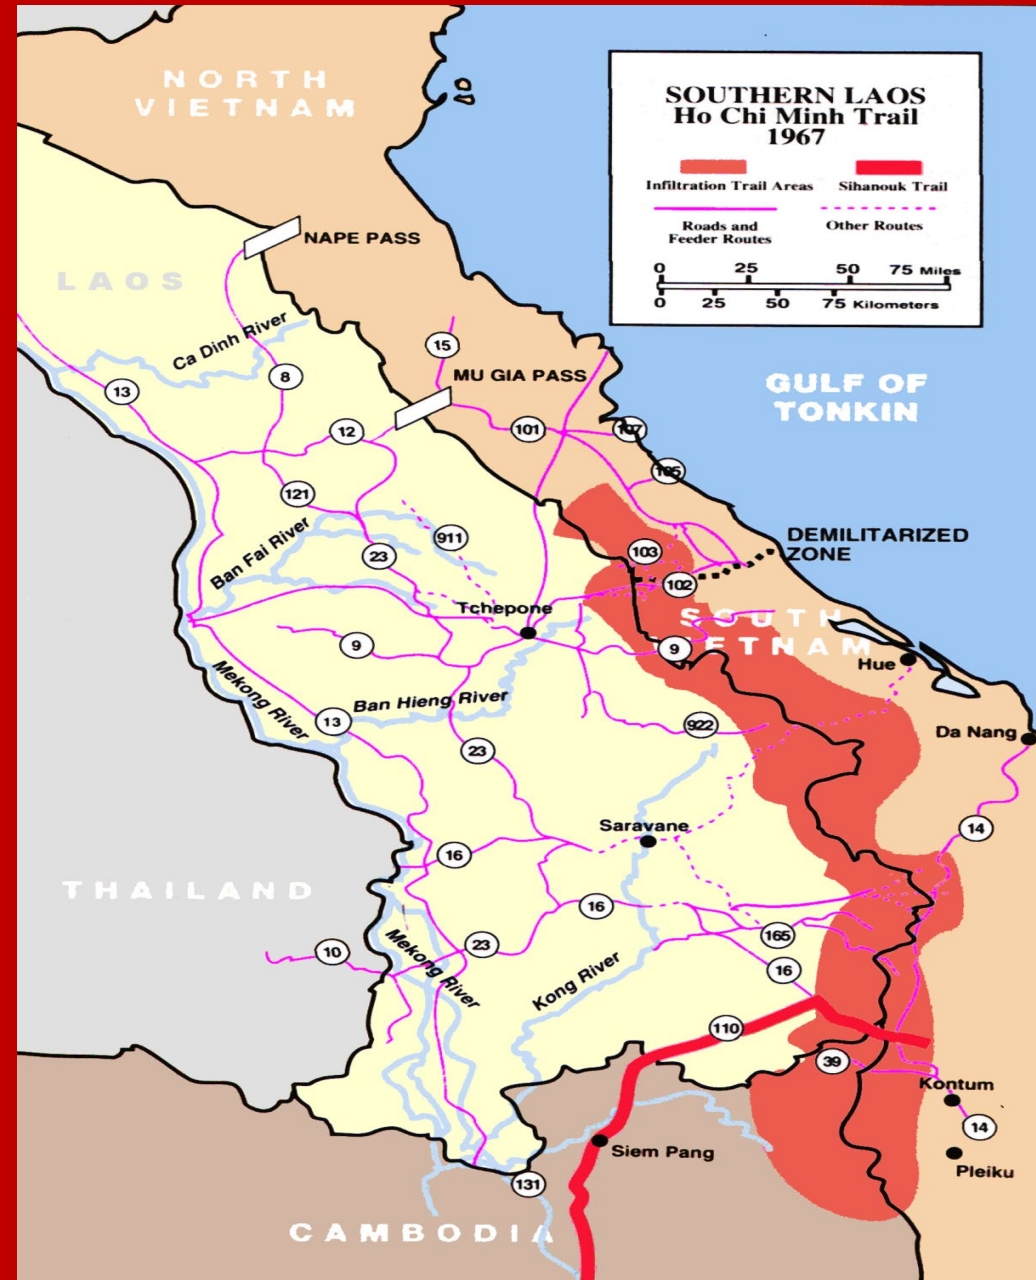 NORTH
VIETNAM
SOUTHERN LAOS
Ho Chi Minh Trail
1967
Infiltration Trail Areas
Sihanouk Trail
Roads and
Feeder Routes
Other Routes
0 25 50 75 Miles
0 25 50 75 Kilometers
NAPE PASS
LAOS
Ca Dinh River
15
8
MU GIA PASS
13
GULF OF
TONKIN
12
101
107
105
121
911
Ban Fai River
23
103
DEMILITARIZED
ZONE
102
Tchepone
SOUTH
VIETNAM
9
9
Hue
Mekong River
Ban Hieng River
13
922
Da Nang
23
Saravane
14
16
THAILAND
16
165
10
23
Mekong River
Kong River
16
110
39
Kontum
14
Siem Pang
Pleiku
131
CAMBODIA